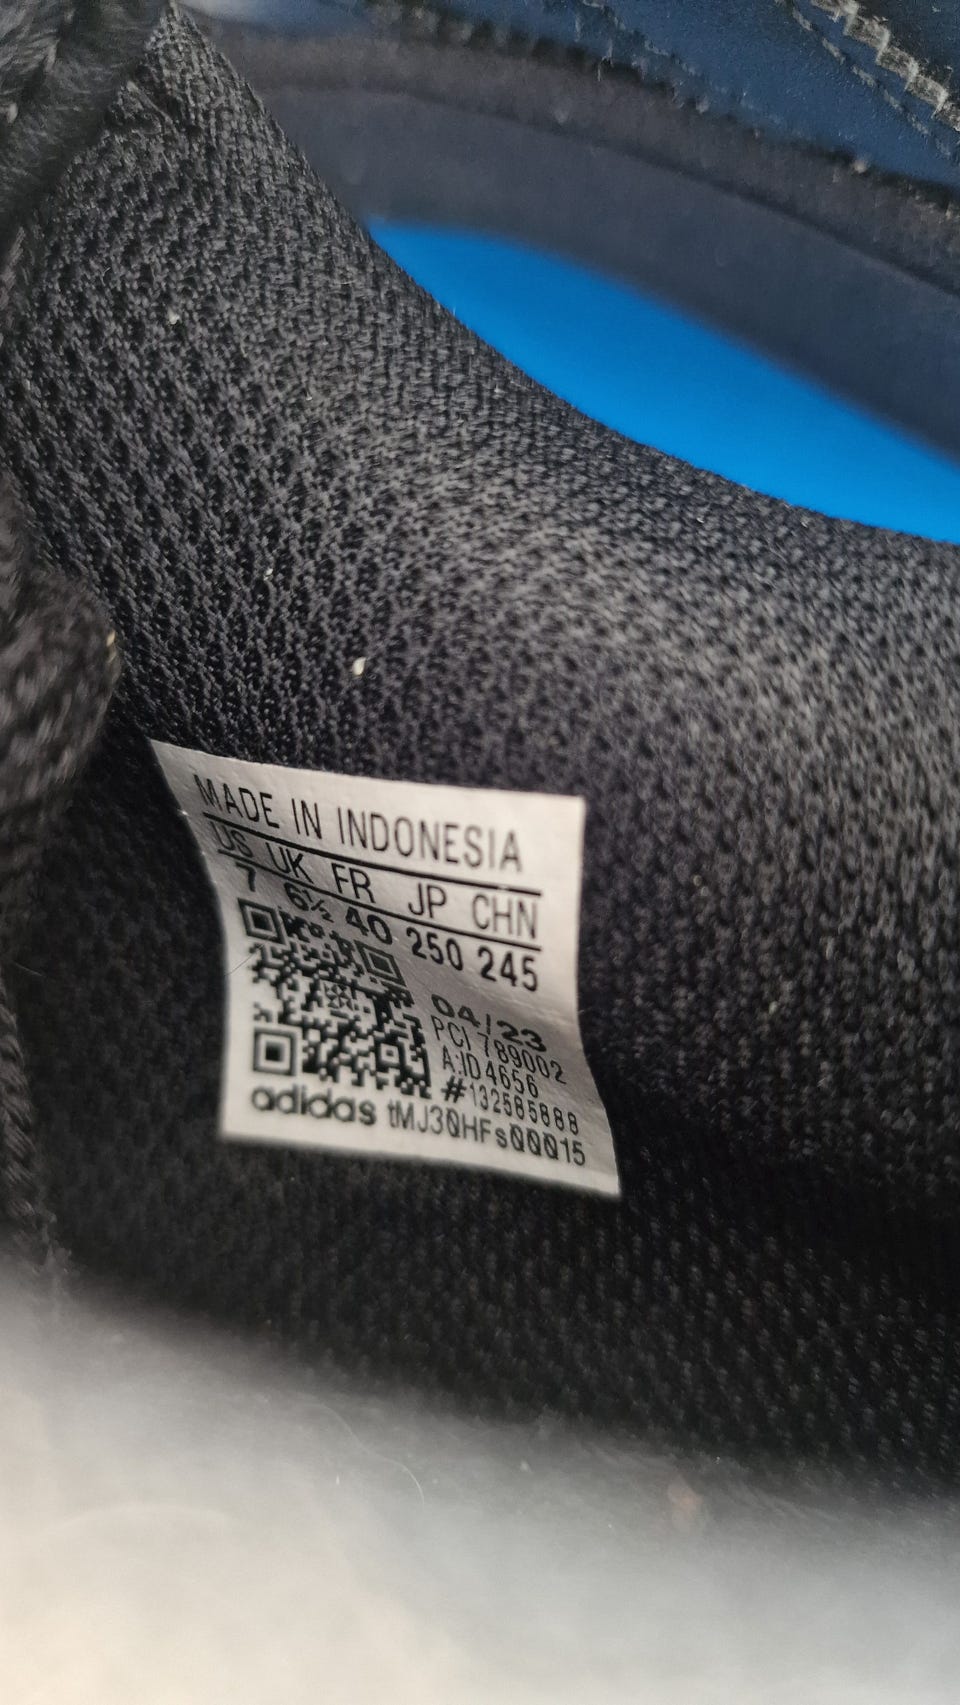 MADE IN INDONESIA
US UK FR JP CHN
7 6½ 40 250 245
04/23
PCI 789002
A:ID4656
#132585888
adidas tMJ30HFs00015